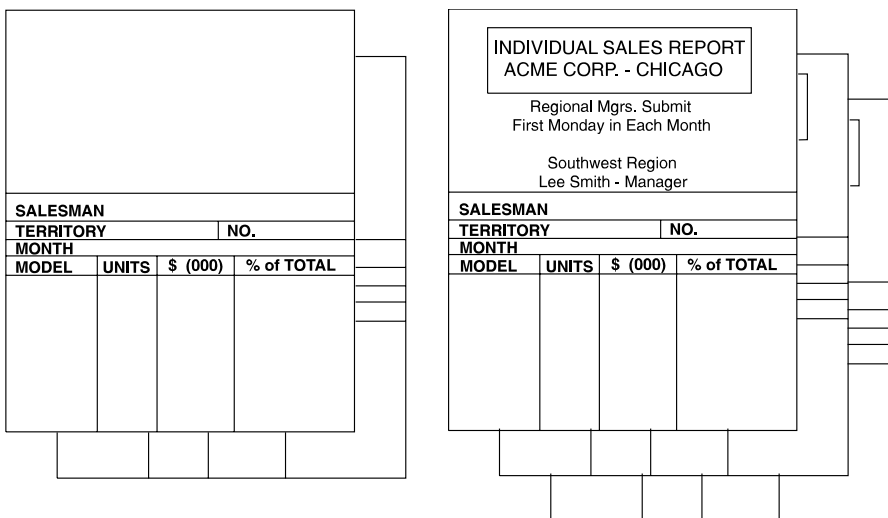 SALESMAN
TERRITORY NO.
MONTH
MODEL UNITS $ (000) % of TOTAL
INDIVIDUAL SALES REPORT
ACME CORP. - CHICAGO
Regional Mgrs. Submit
First Monday in Each Month
Southwest Region
Lee Smith - Manager
SALESMAN
TERRITORY NO.
MONTH
MODEL UNITS $ (000) % of TOTAL